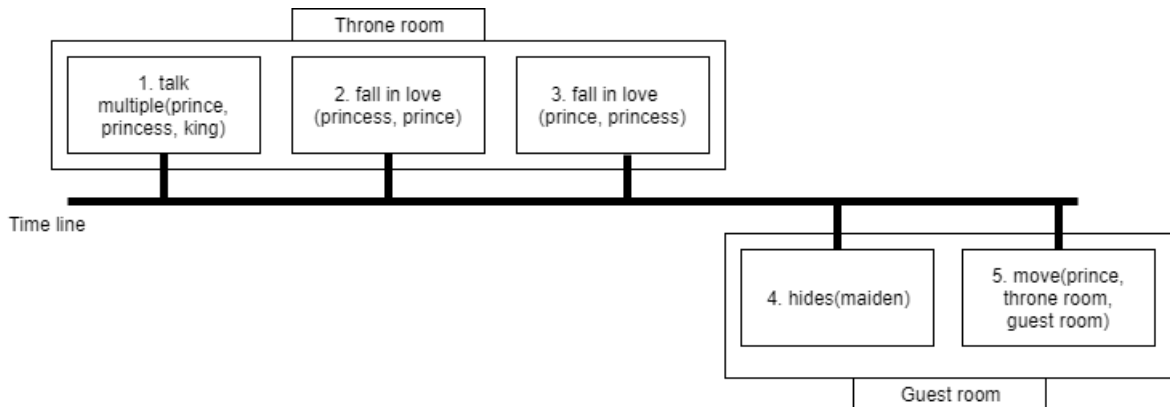 Throne room
1. talk
multiple(prince,
princess, king)
2. fall in love
(princess, prince)
3. fall in love
(prince, princess)
Time line
4. hides(maiden)
5. move(prince,
throne room,
guest room)
Guest room